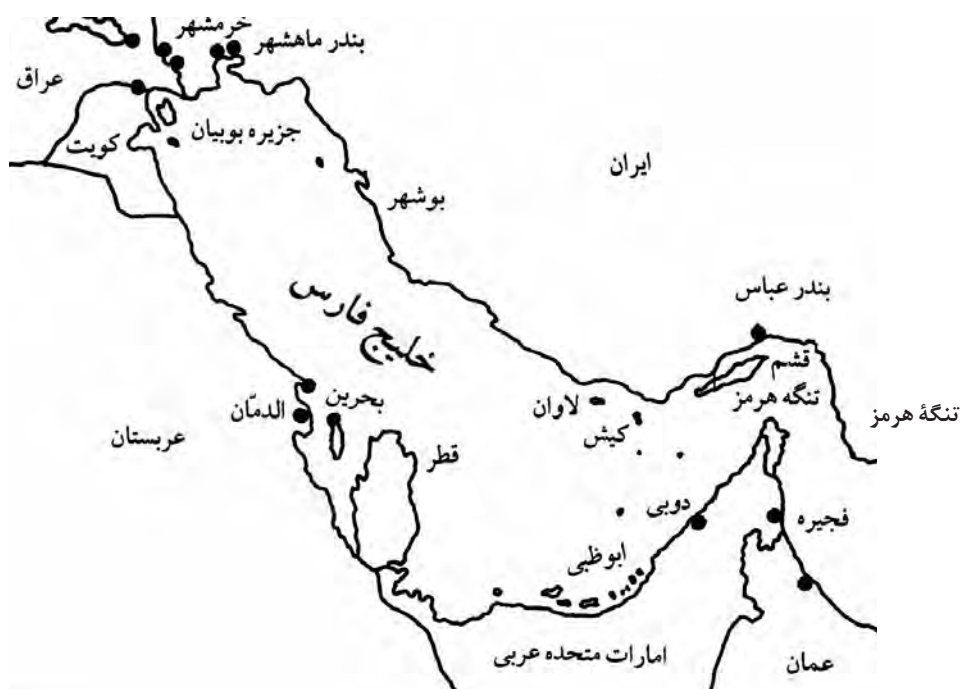 خرمشهر
بندر ماهشهر
عراق
جزیره بوبیان
کویت
ایران
بوشهر
خلیج فارس
بندر عباس
قشم
تنگه هرمز
تنگهٔ هرمز
لاوان
کیش
بحرین
الدمّان
عربستان
قطر
دوبی
فجیره
ابوظبی
امارات متحده عربی
عمان